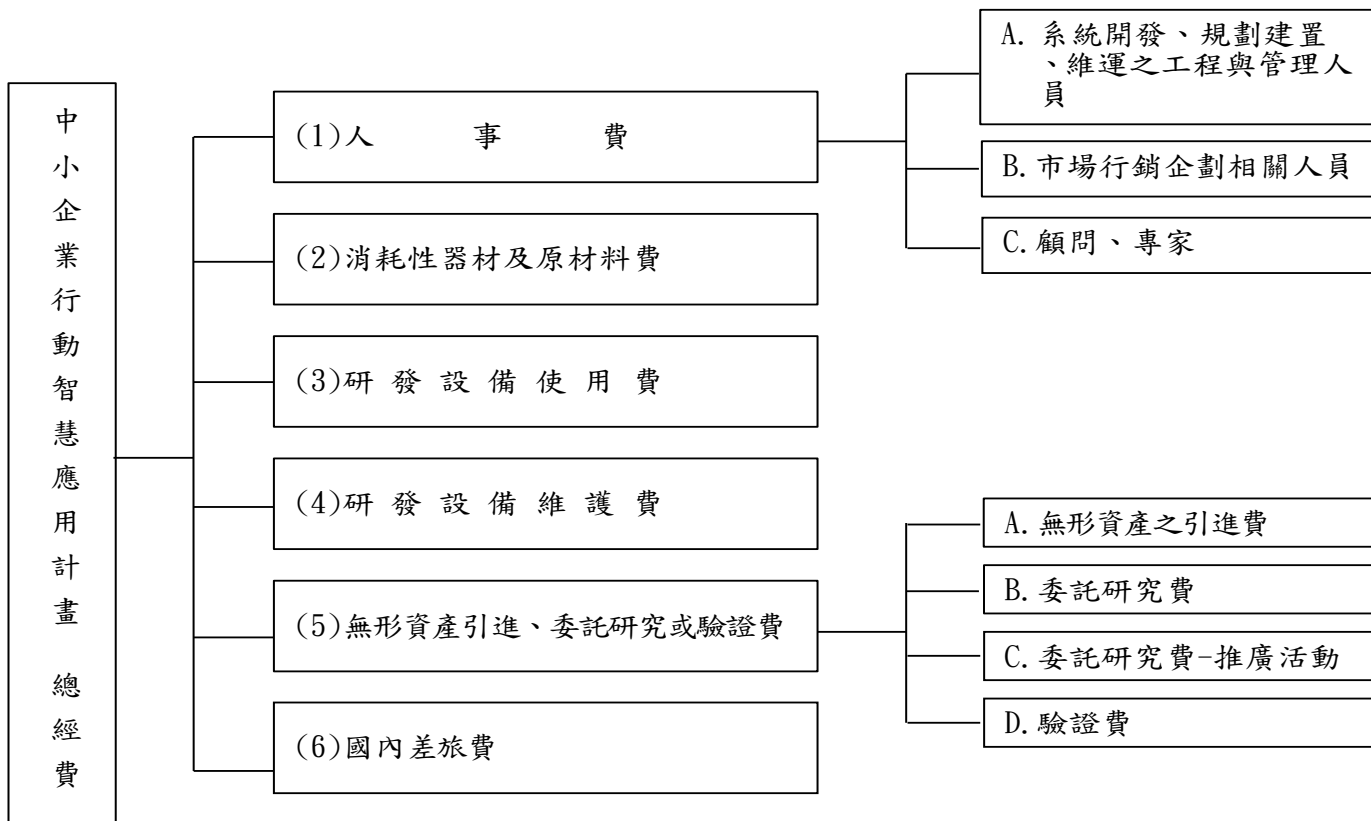 中小企業行動智慧應用計畫 總經費
(1)人事費
A.系統開發、規劃建置
、維運之工程與管理人
員
B.市場行銷企劃相關人員
C.顧問、專家
(2)消耗性器材及原材料費
(3)研發設備使用費
(4)研發設備維護費
(5)無形資產引進、委託研究或驗證費
A.無形資產之引進費
B.委託研究費
C.委託研究費-推廣活動
D.驗證費
(6)國內差旅費